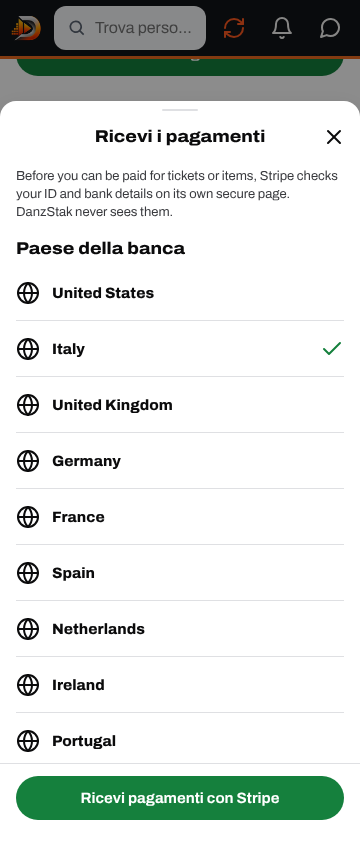 Trova perso...
Ricevi i pagamenti
Before you can be paid for tickets or items, Stripe checks
your ID and bank details on its own secure page.
DanzStak never sees them.
Paese della banca
United States
Italy
United Kingdom
Germany
France
Spain
Netherlands
Ireland
Portugal
Ricevi pagamenti con Stripe